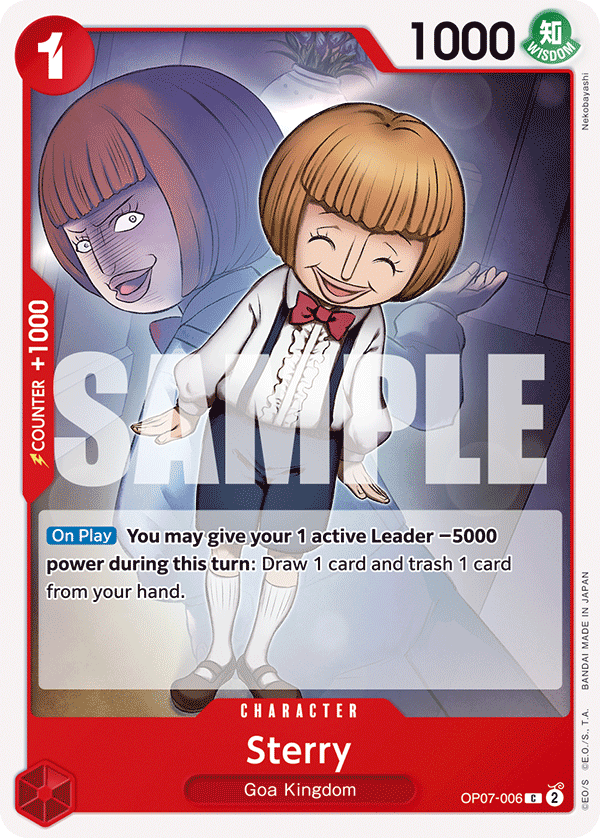 1
1000
知
WISDOM
Nekobayashi
COUNTER +1000
SAMPLE
On Play You may give your 1 active Leader −5000
power during this turn: Draw 1 card and trash 1 card
from your hand.
©EO/S ©E.O./S., T.A. BANDAI MADE IN JAPAN
CHARACTER
Sterry
Goa Kingdom
OP07-006 C 2